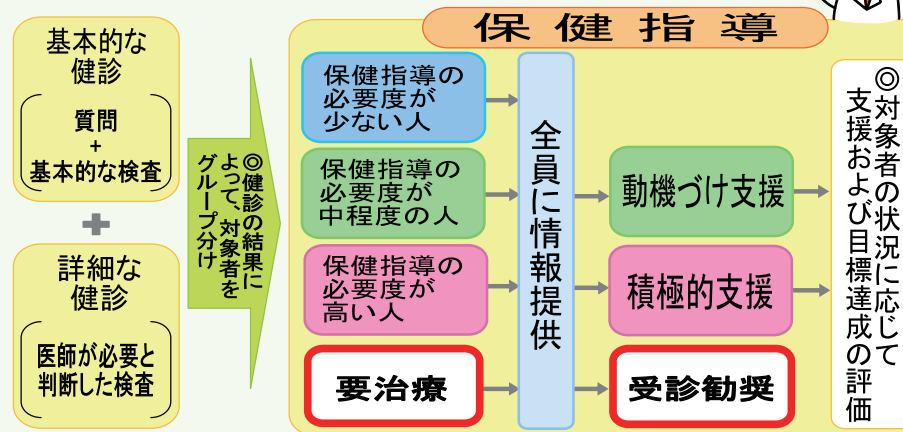 基本的な
健診
質問
+
基本的な検査
詳細な
健診
医師が必要と
判断した検査
◎健診の結果に
よって、対象者を
グループ分け
保健指導
保健指導の
必要度が
少ない人
保健指導の
必要度が
中程度の人
保健指導の
必要度が
高い人
要治療
全員に情報提供
動機づけ支援
積極的支援
受診勧奨
◎対象者の状況に応じて
支援および目標達成の評価